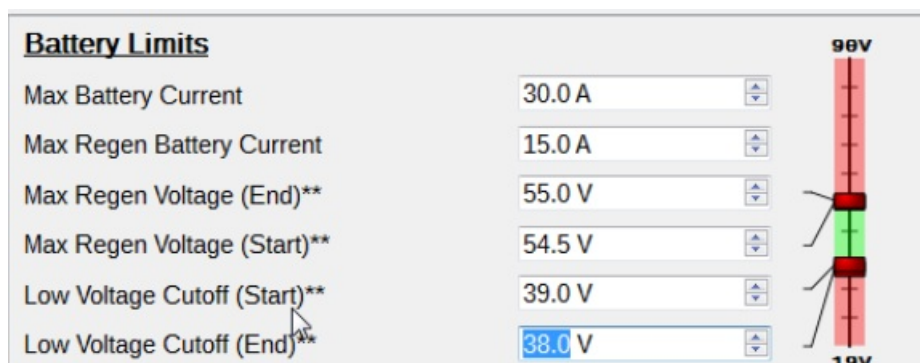 Battery Limits
90V
Max Battery Current 30.0 A
Max Regen Battery Current 15.0 A
Max Regen Voltage (End)** 55.0 V
Max Regen Voltage (Start)** 54.5 V
Low Voltage Cutoff (Start)** 39.0 V
Low Voltage Cutoff (End)** 38.0 V
19V